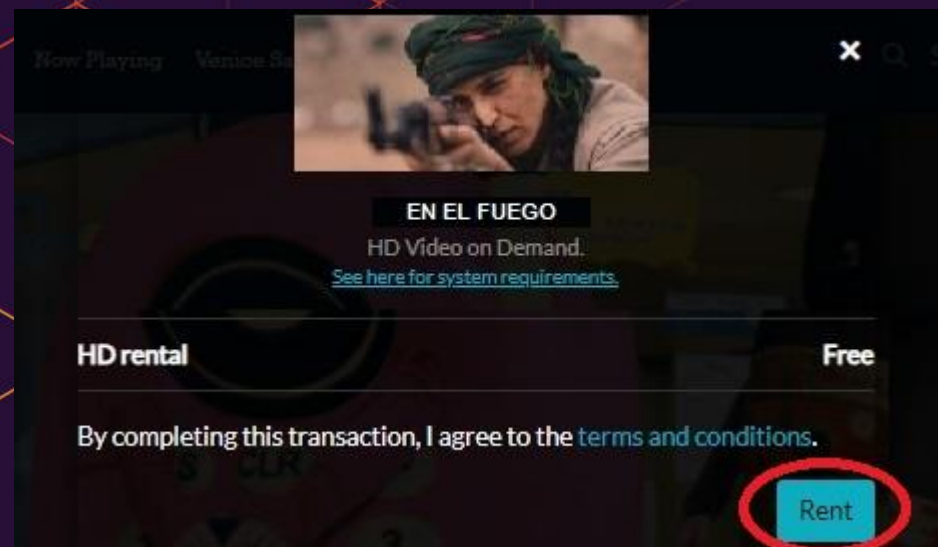 Now Playing Venice Sa
×
EN EL FUEGO
HD Video on Demand.
See here for system requirements.
HD rental Free
By completing this transaction, I agree to the terms and conditions.
Rent